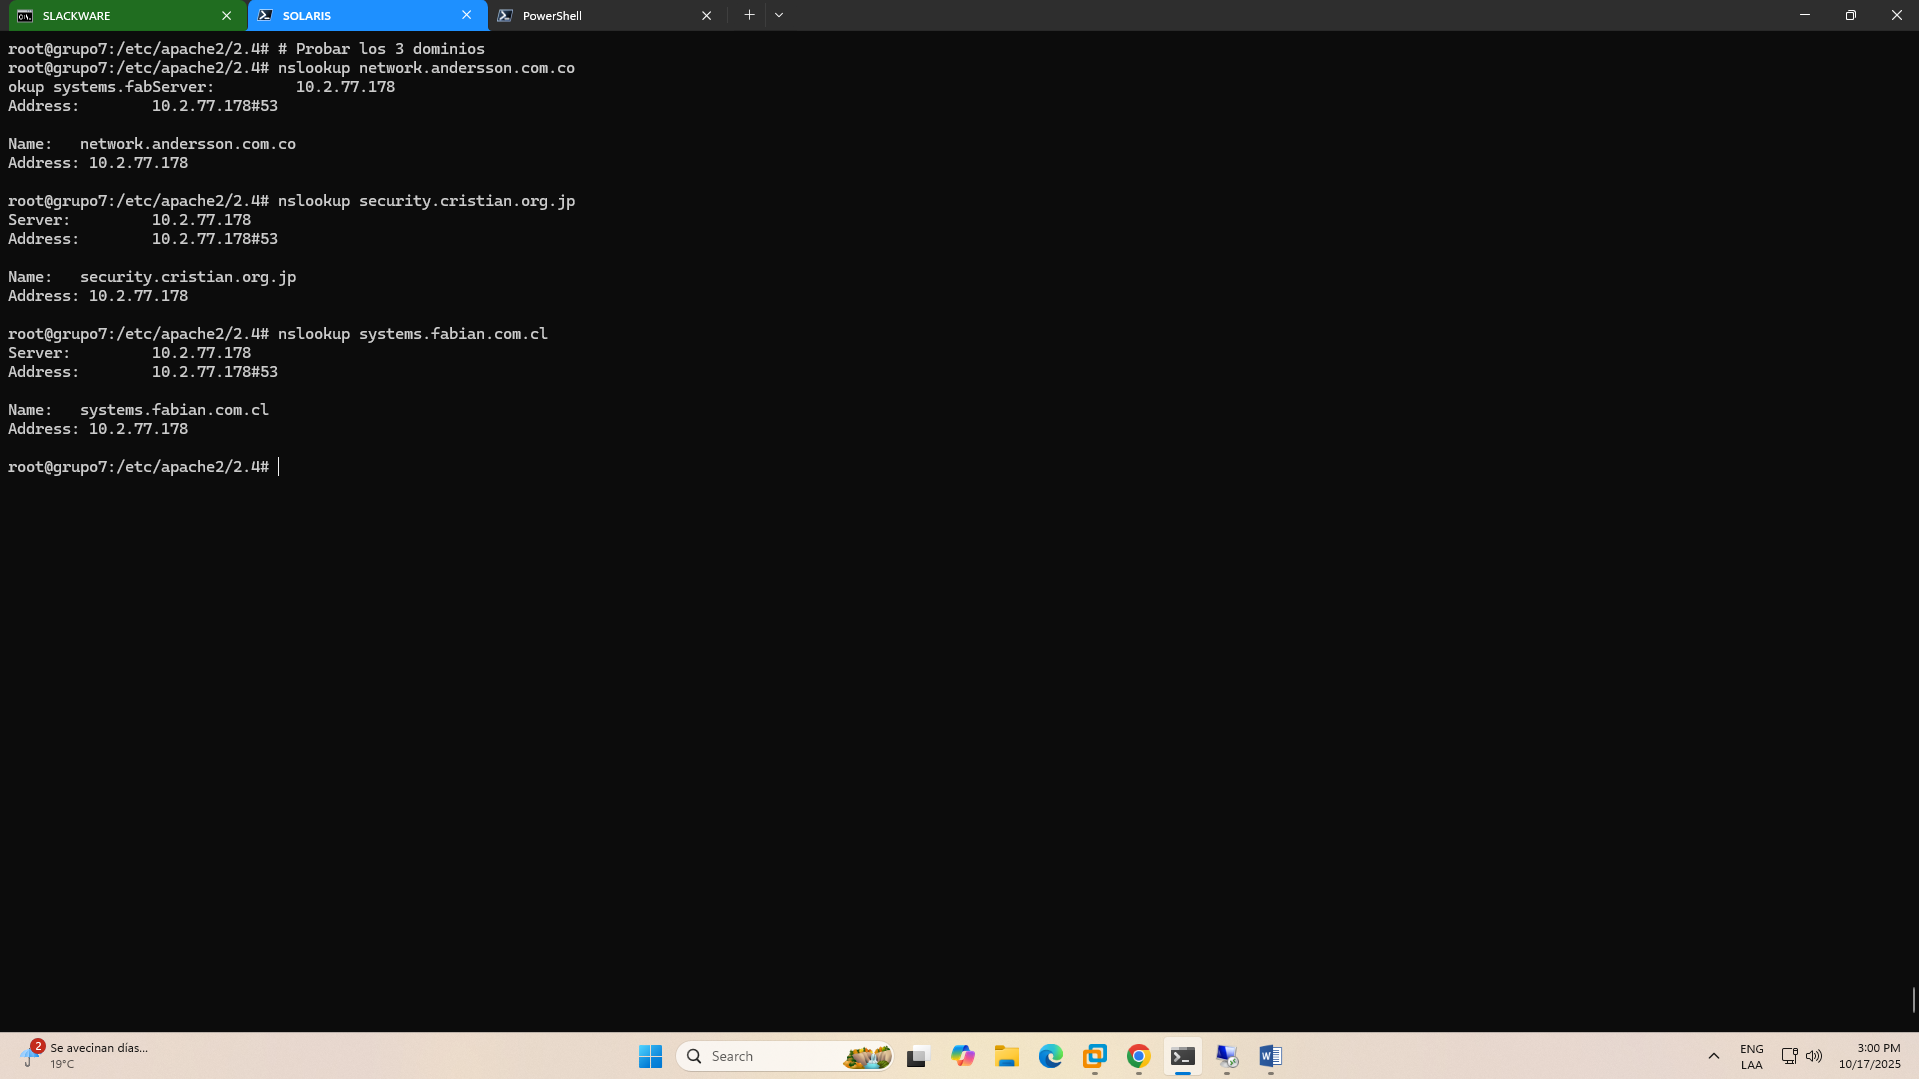 SLACKWARE
SOLARIS
PowerShell
root@grupo7:/etc/apache2/2.4# # Probar los 3 dominios
root@grupo7:/etc/apache2/2.4# nslookup network.andersson.com.co
okup systems.fabServer:         10.2.77.178
Address:        10.2.77.178#53
Name:   network.andersson.com.co
Address: 10.2.77.178
root@grupo7:/etc/apache2/2.4# nslookup security.cristian.org.jp
Server:         10.2.77.178
Address:        10.2.77.178#53
Name:   security.cristian.org.jp
Address: 10.2.77.178
root@grupo7:/etc/apache2/2.4# nslookup systems.fabian.com.cl
Server:         10.2.77.178
Address:        10.2.77.178#53
Name:   systems.fabian.com.cl
Address: 10.2.77.178
root@grupo7:/etc/apache2/2.4#
2
Se avecinan días...
19°C
Search
ENG
LAA
3:00 PM
10/17/2025